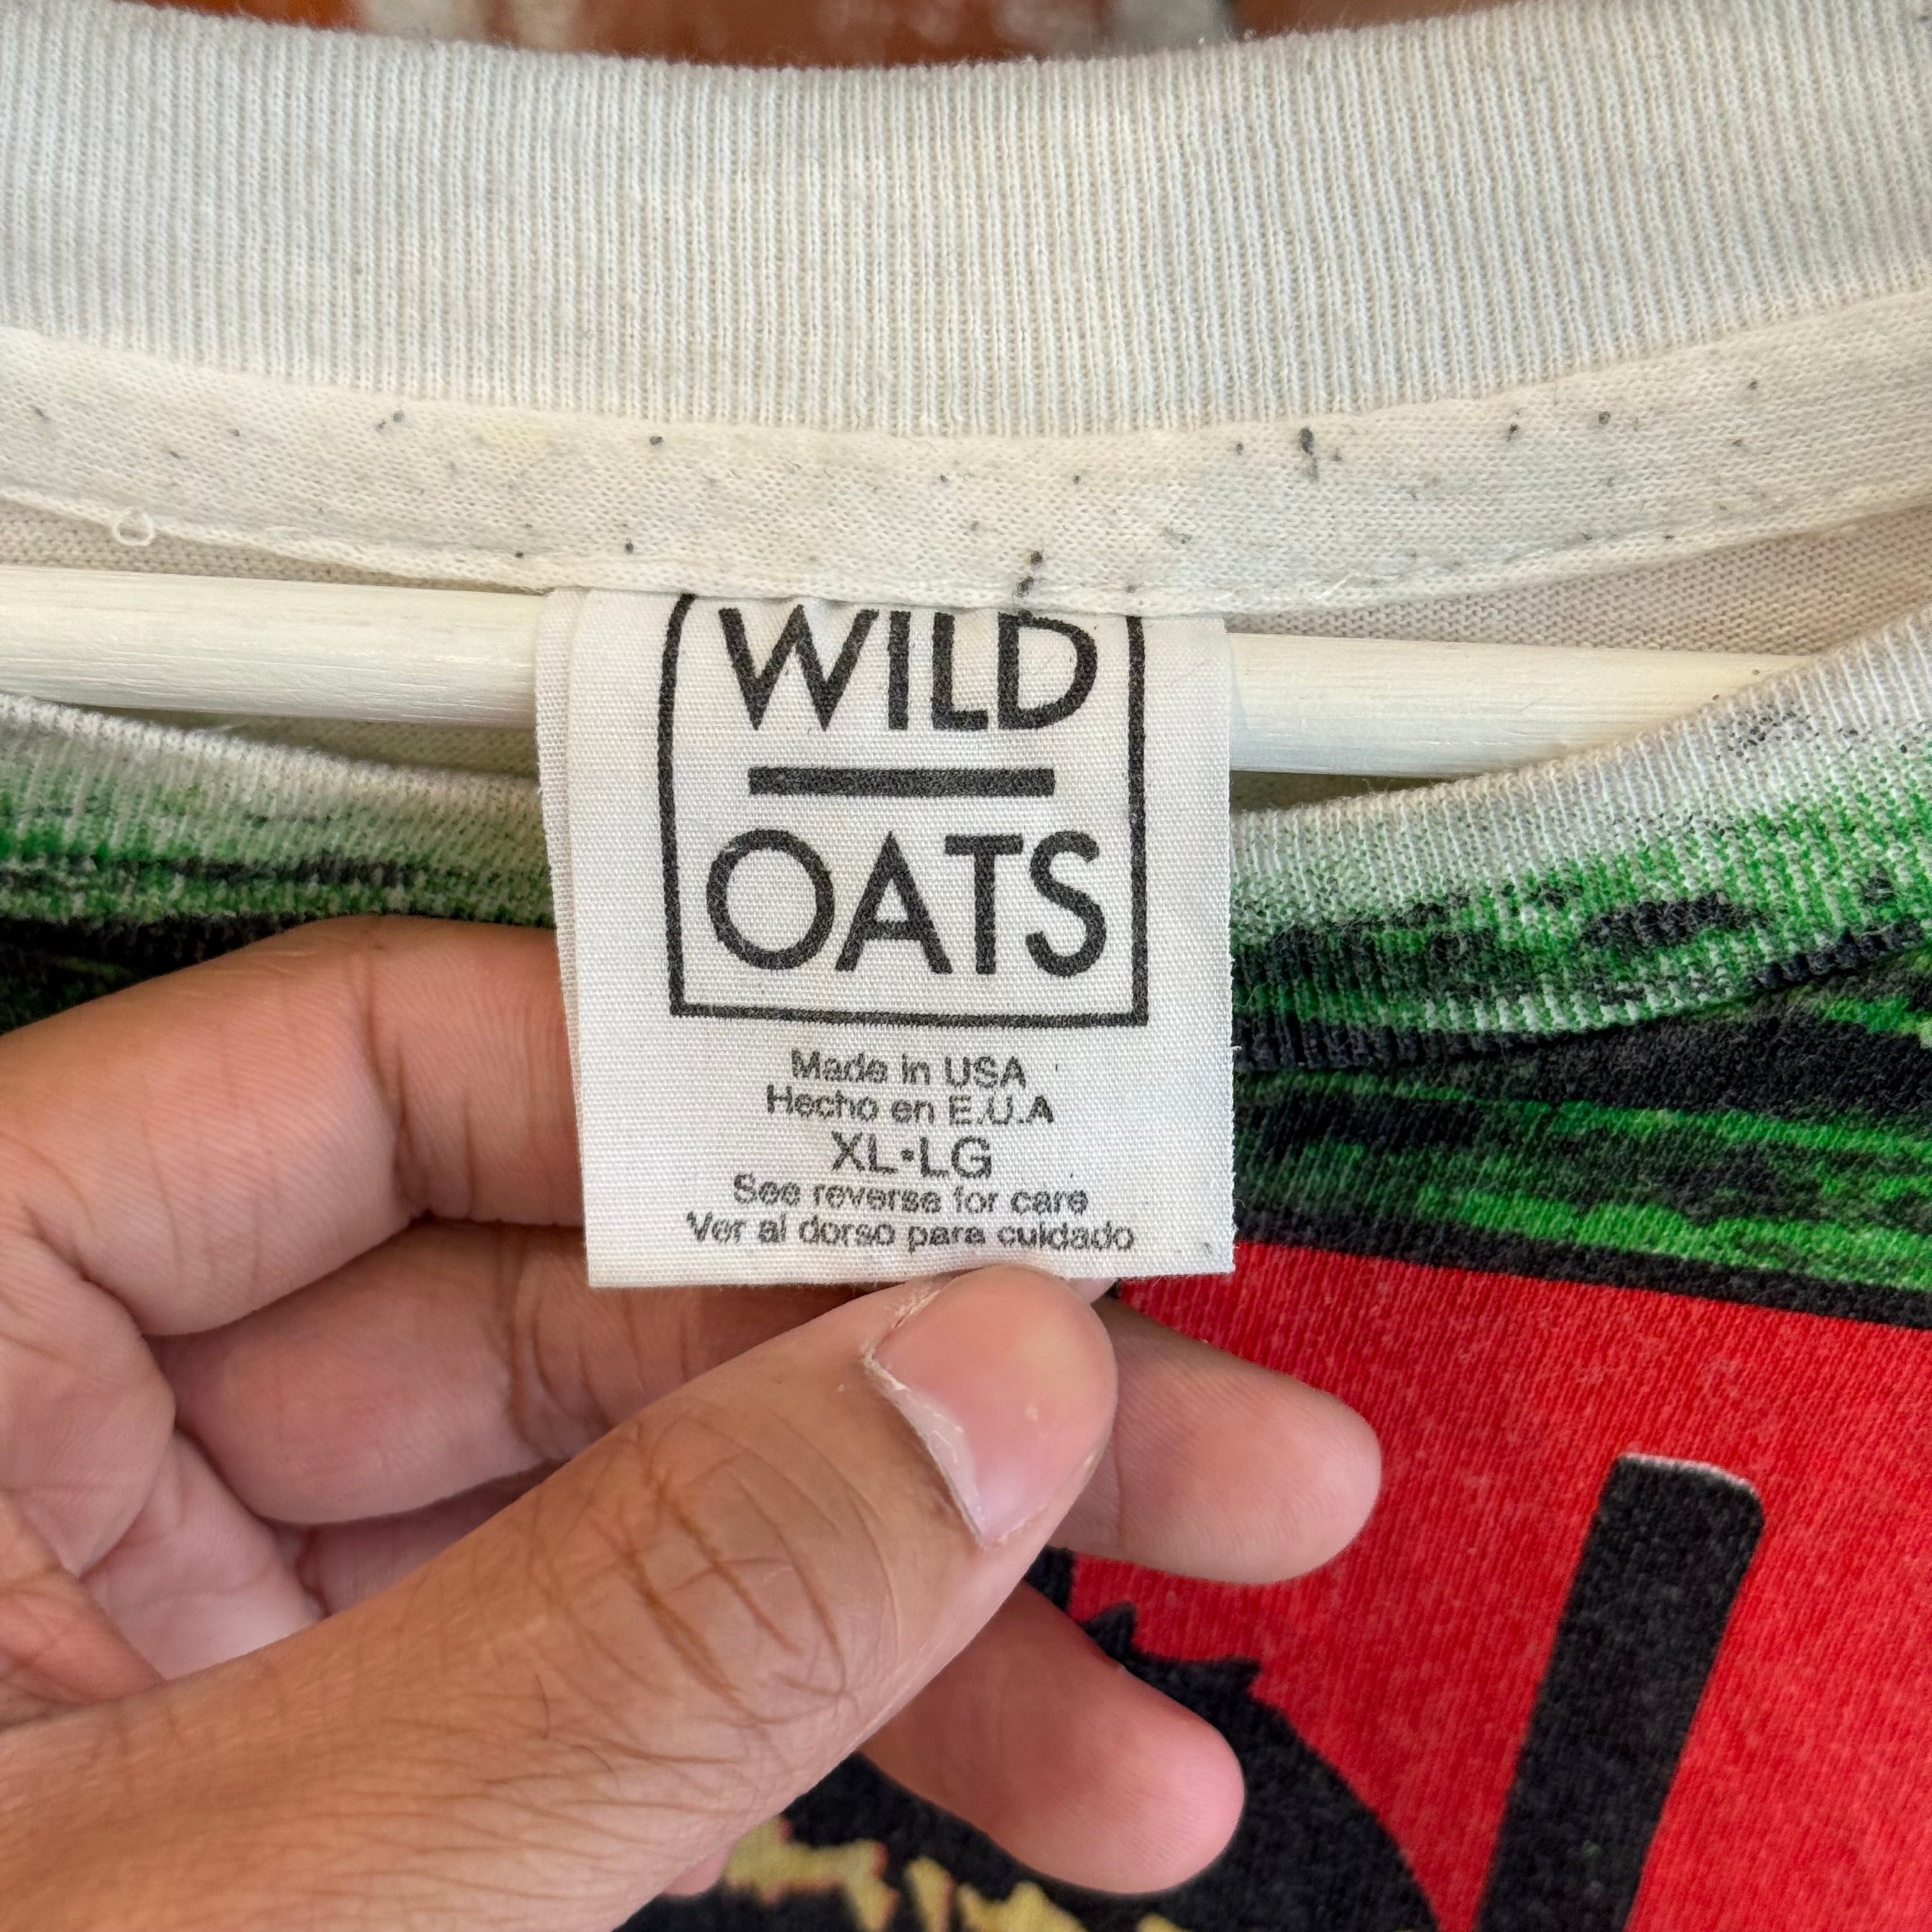 WILD
OATS
Made in USA
Hecho en E.U.A
XL•LG
See reverse for care
Ver al dorso para cuidado